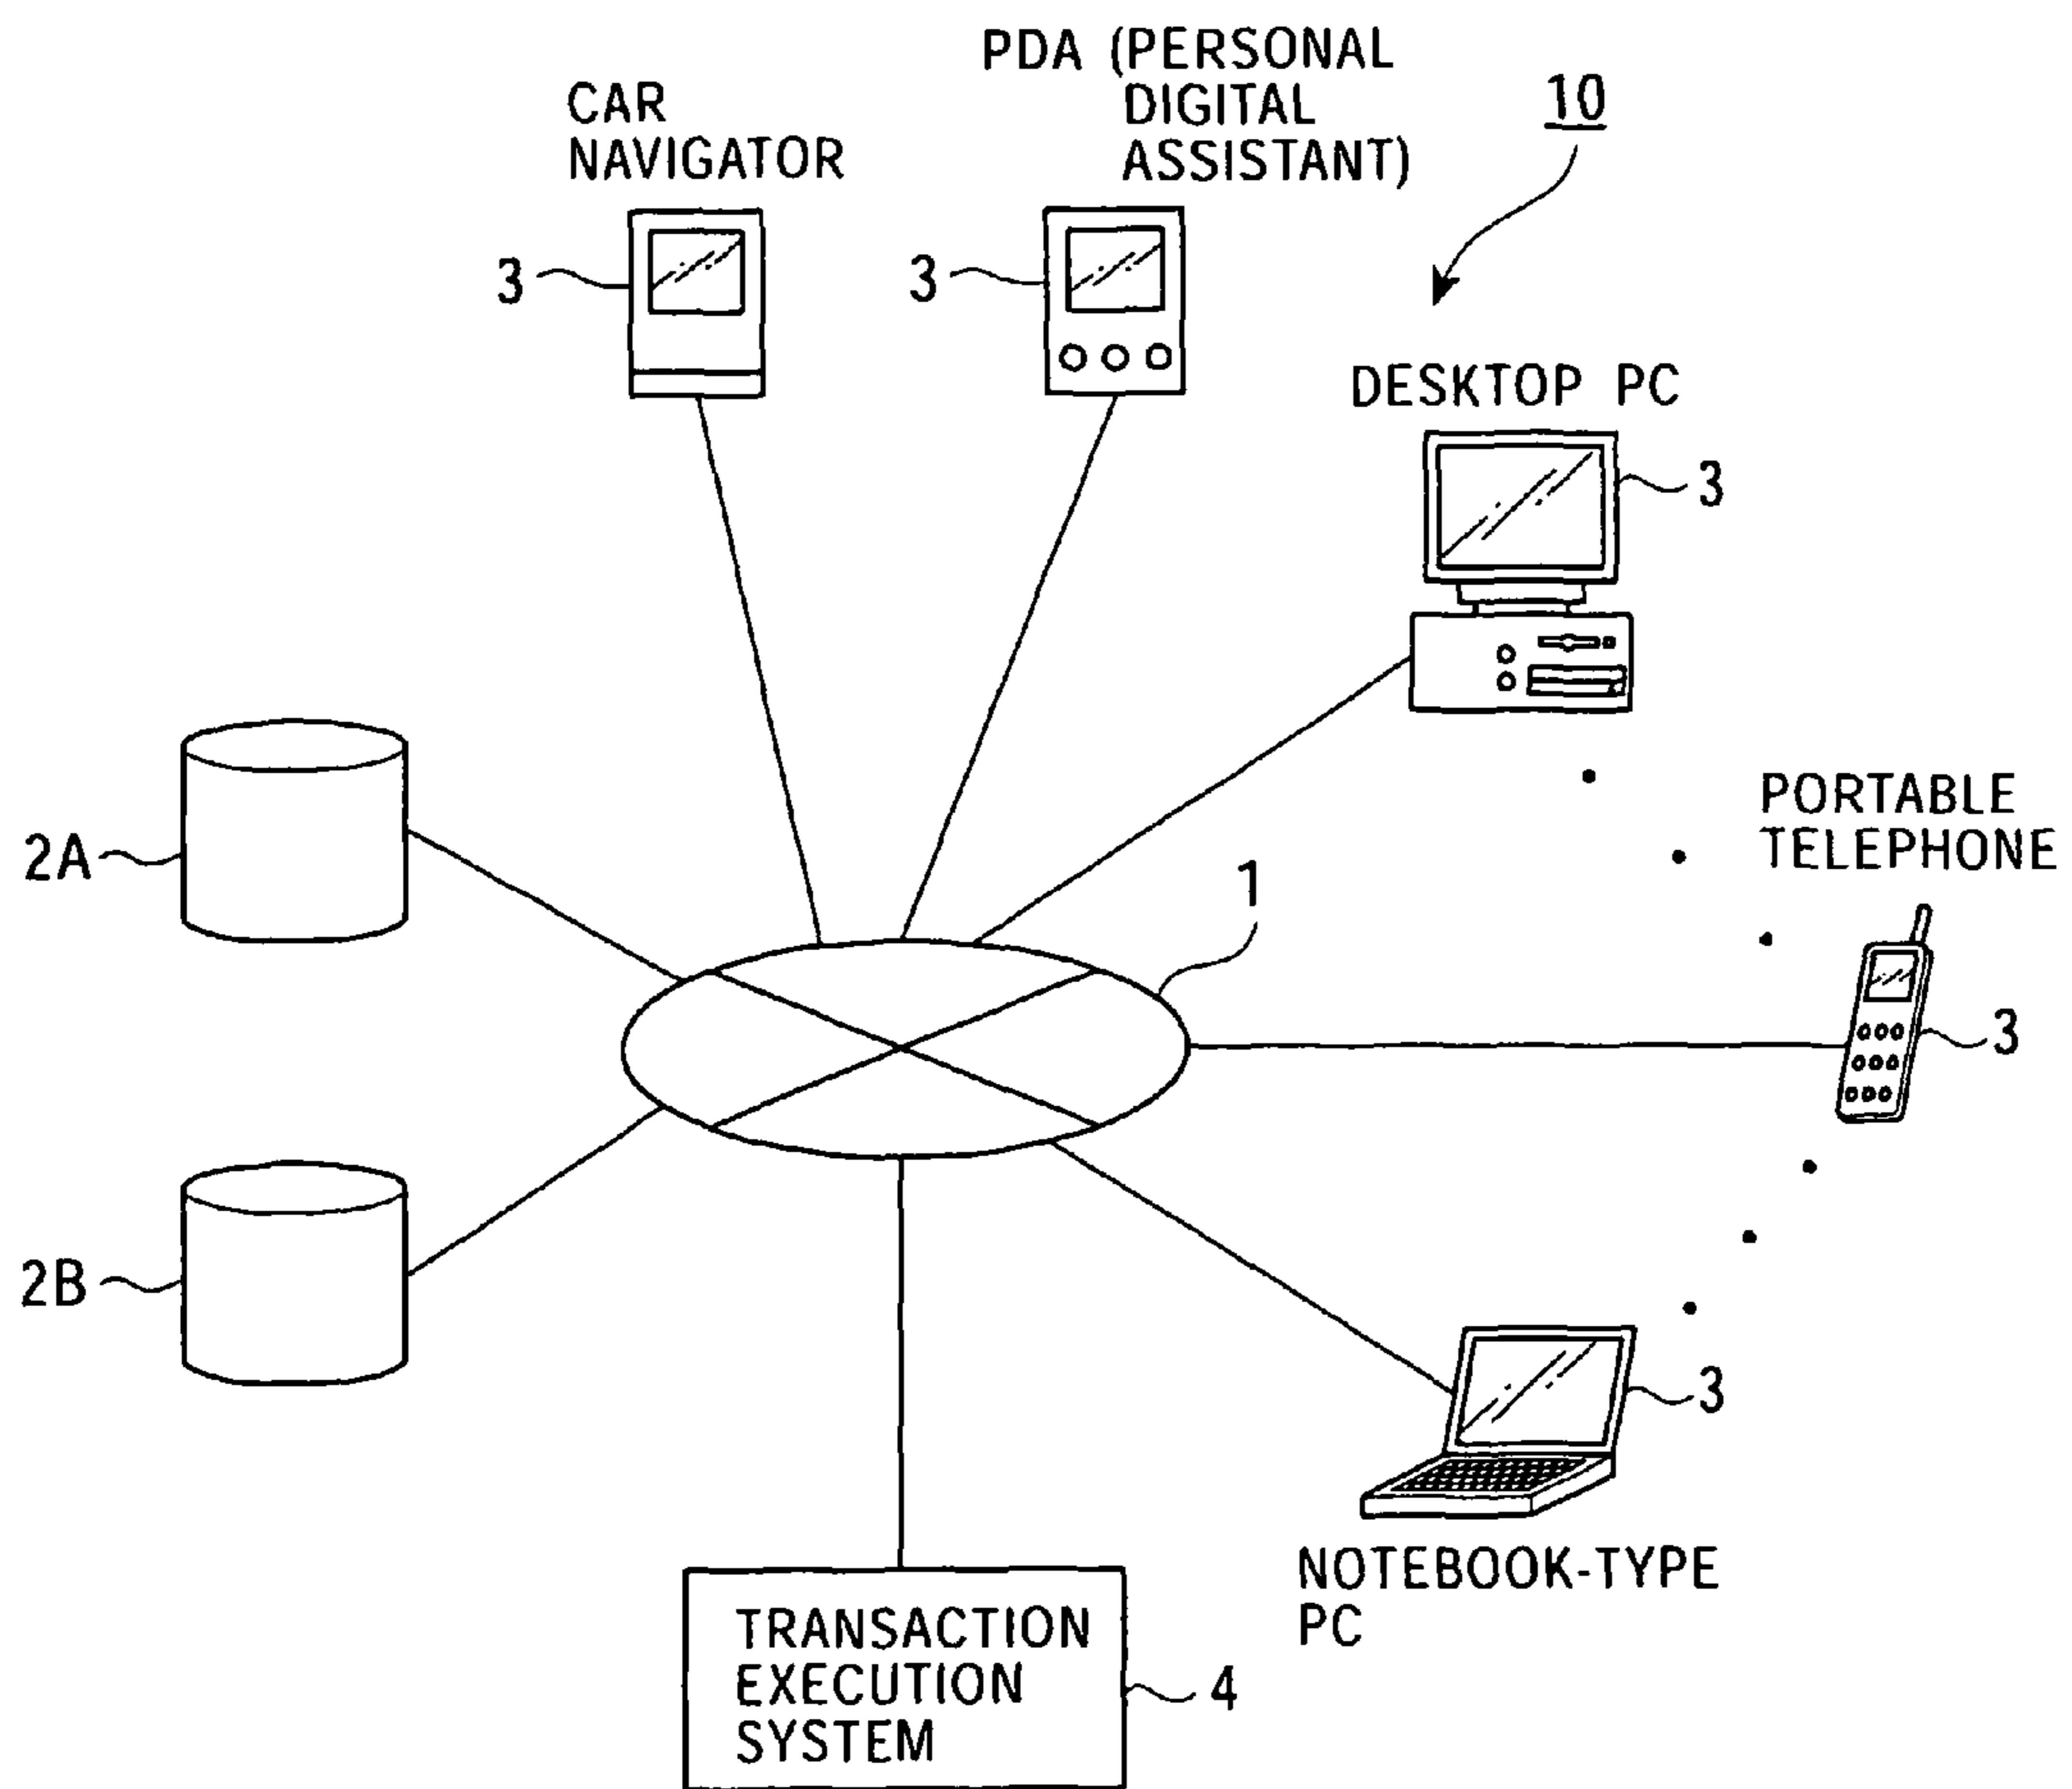 PDA (PERSONAL
DIGITAL
ASSISTANT)
CAR
NAVIGATOR
10
3
3
DESKTOP PC
3
PORTABLE
TELEPHONE
2A
1
3
2B
3
NOTEBOOK-TYPE
PC
TRANSACTION
EXECUTION
SYSTEM
4